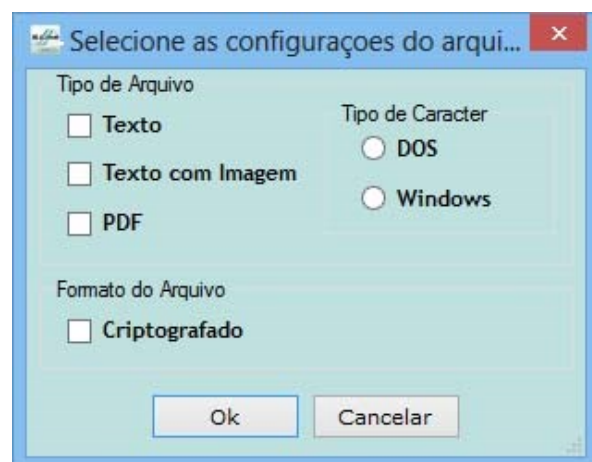 Selecione as configuraçoes do arqui...
Tipo de Arquivo
Texto
Texto com Imagem
PDF
Tipo de Caracter
DOS
Windows
Formato do Arquivo
Criptografado
Ok
Cancelar